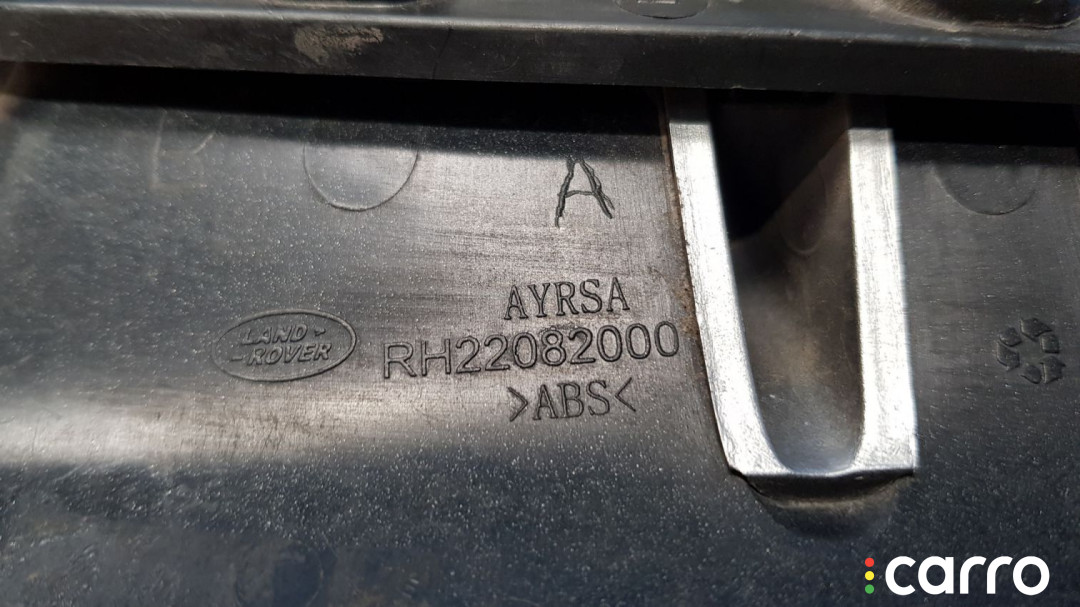 A
AYRSA
LAND
ROVER
RH22082000
>ABS<
carro